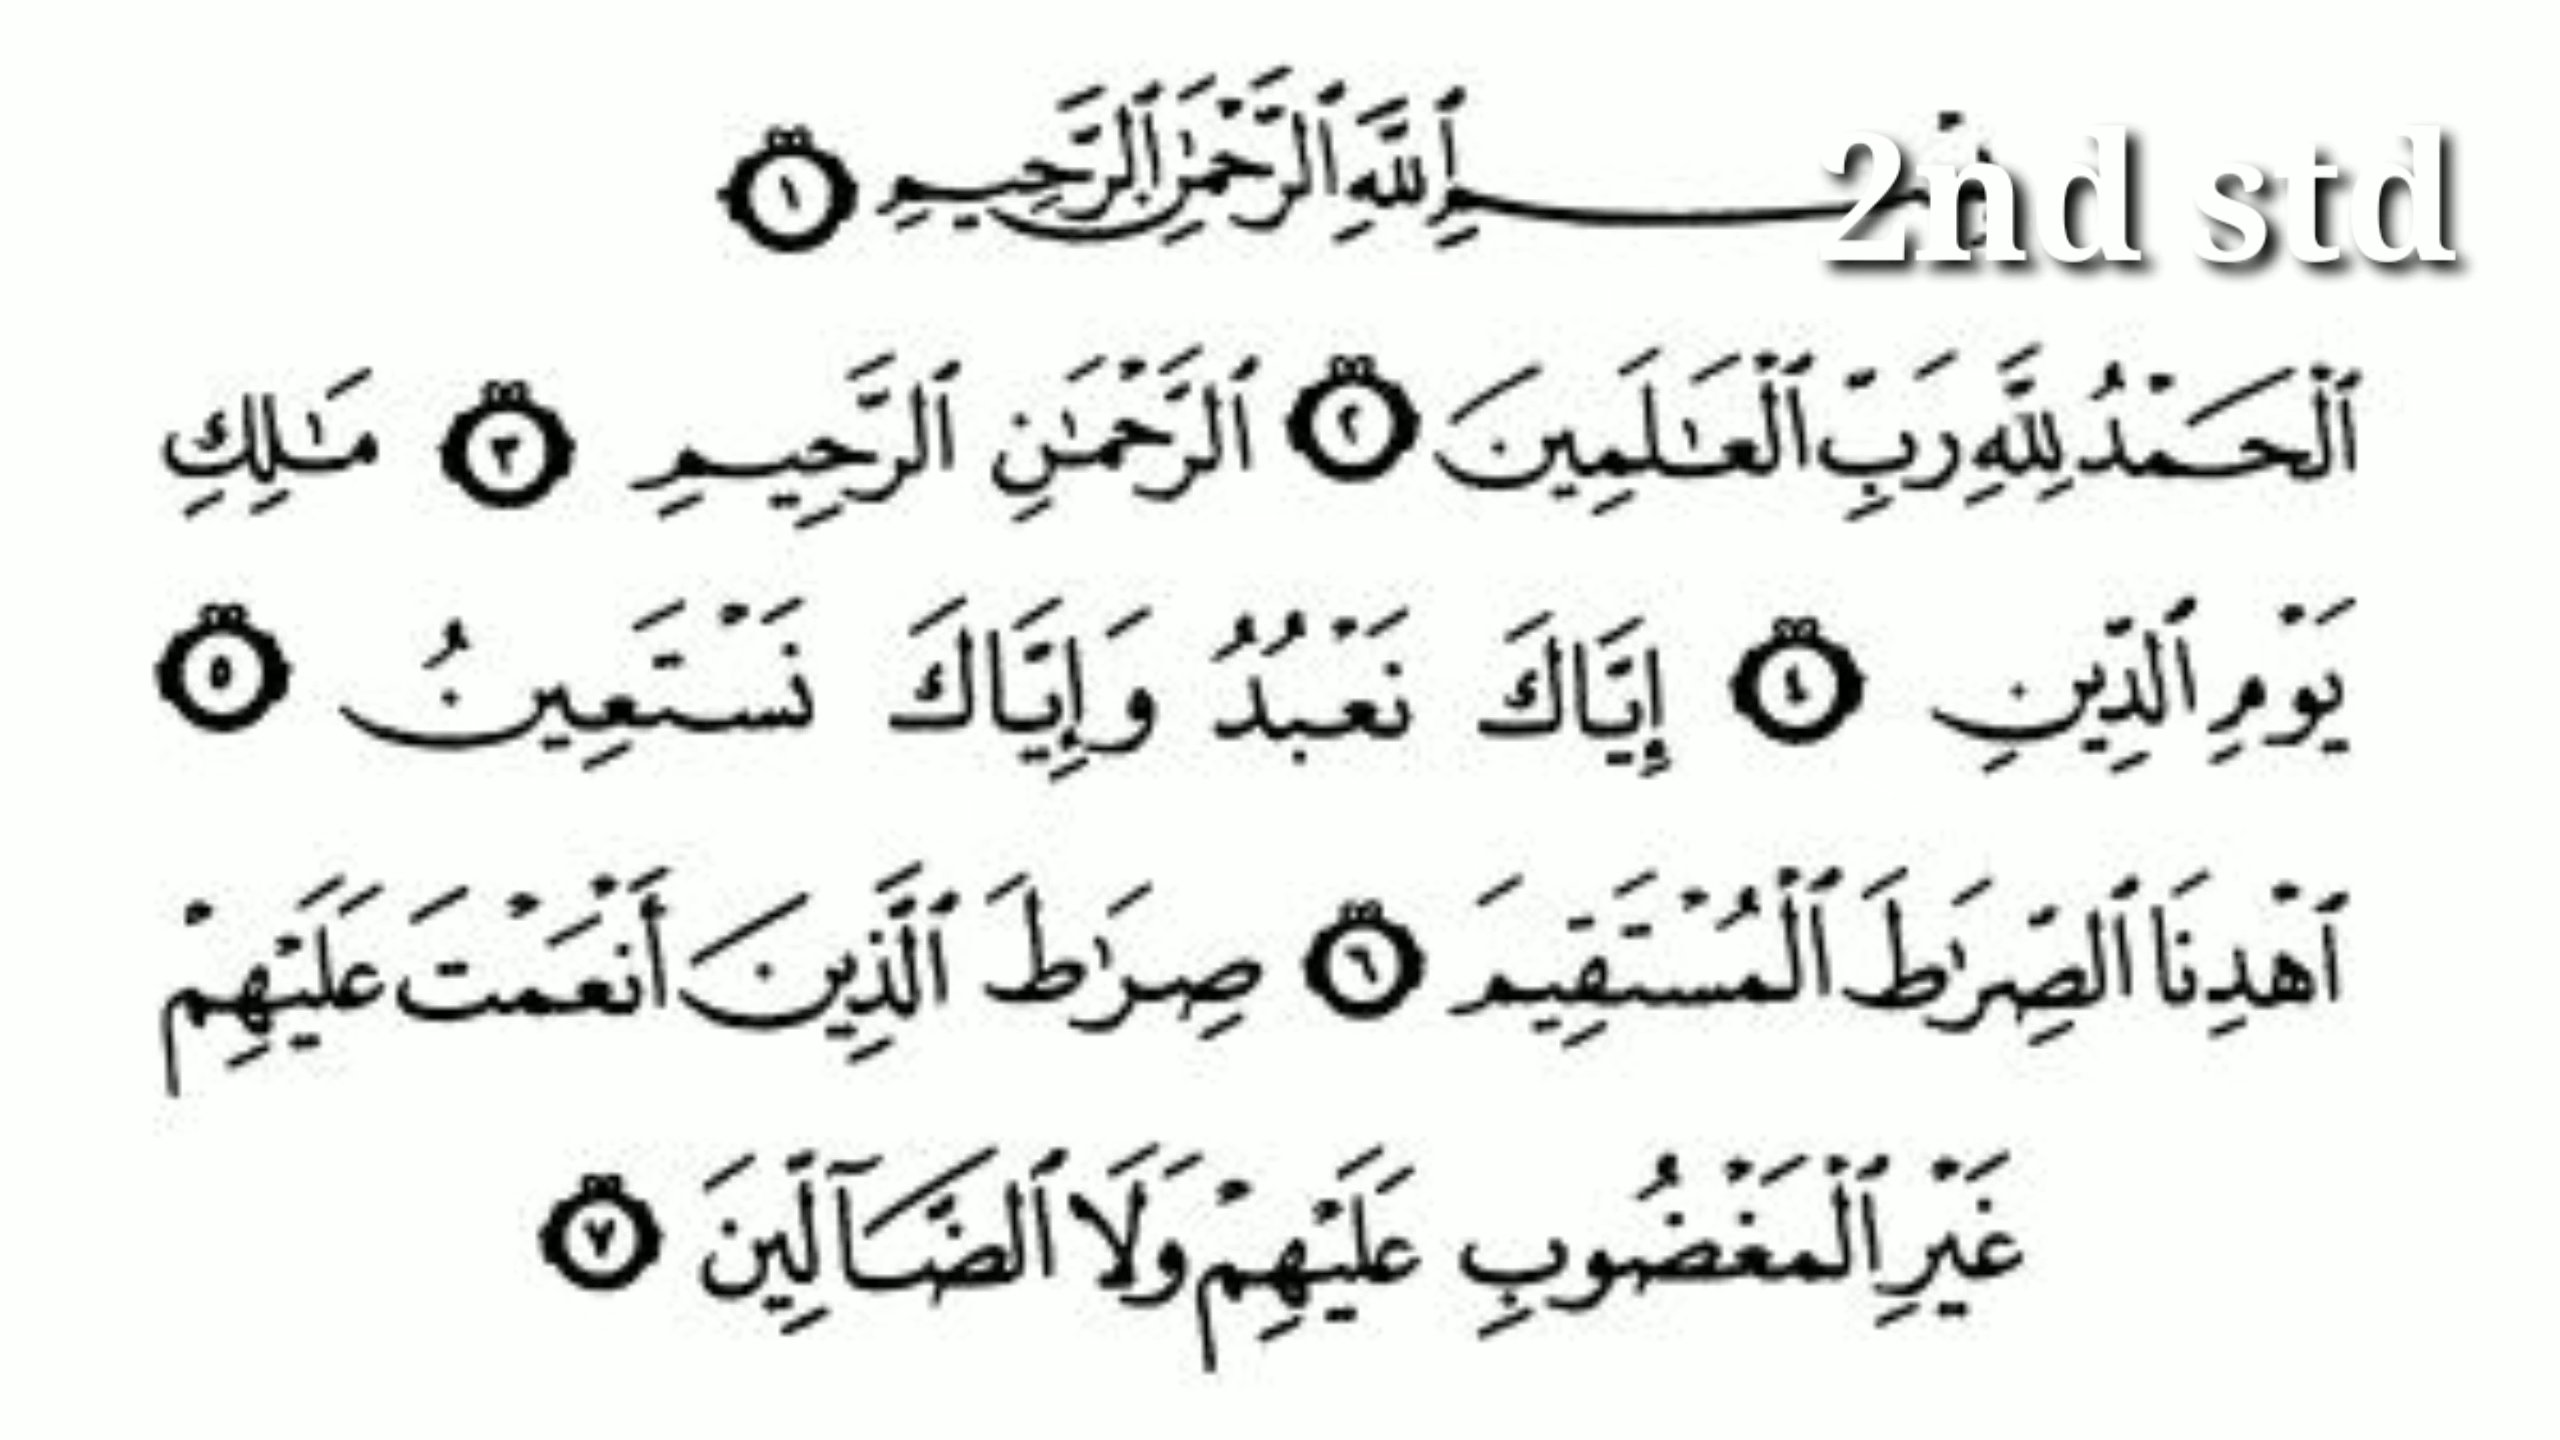 بِسْمِ ٱللَّهِ ٱلرَّحْمَـٰنِ ٱلرَّحِيمِ ١
2nd std
ٱلْحَمْدُ لِلَّهِ رَبِّ ٱلْعَـٰلَمِينَ ٢ ٱلرَّحْمَـٰنِ ٱلرَّحِيمِ ٣ مَـٰلِكِ
يَوْمِ ٱلدِّينِ ٤ إِيَّاكَ نَعْبُدُ وَإِيَّاكَ نَسْتَعِينُ ٥
ٱهْدِنَا ٱلصِّرَٰطَ ٱلْمُسْتَقِيمَ ٦ صِرَٰطَ ٱلَّذِينَ أَنْعَمْتَ عَلَيْهِمْ
غَيْرِ ٱلْمَغْضُوبِ عَلَيْهِمْ وَلَا ٱلضَّآلِّينَ ٧